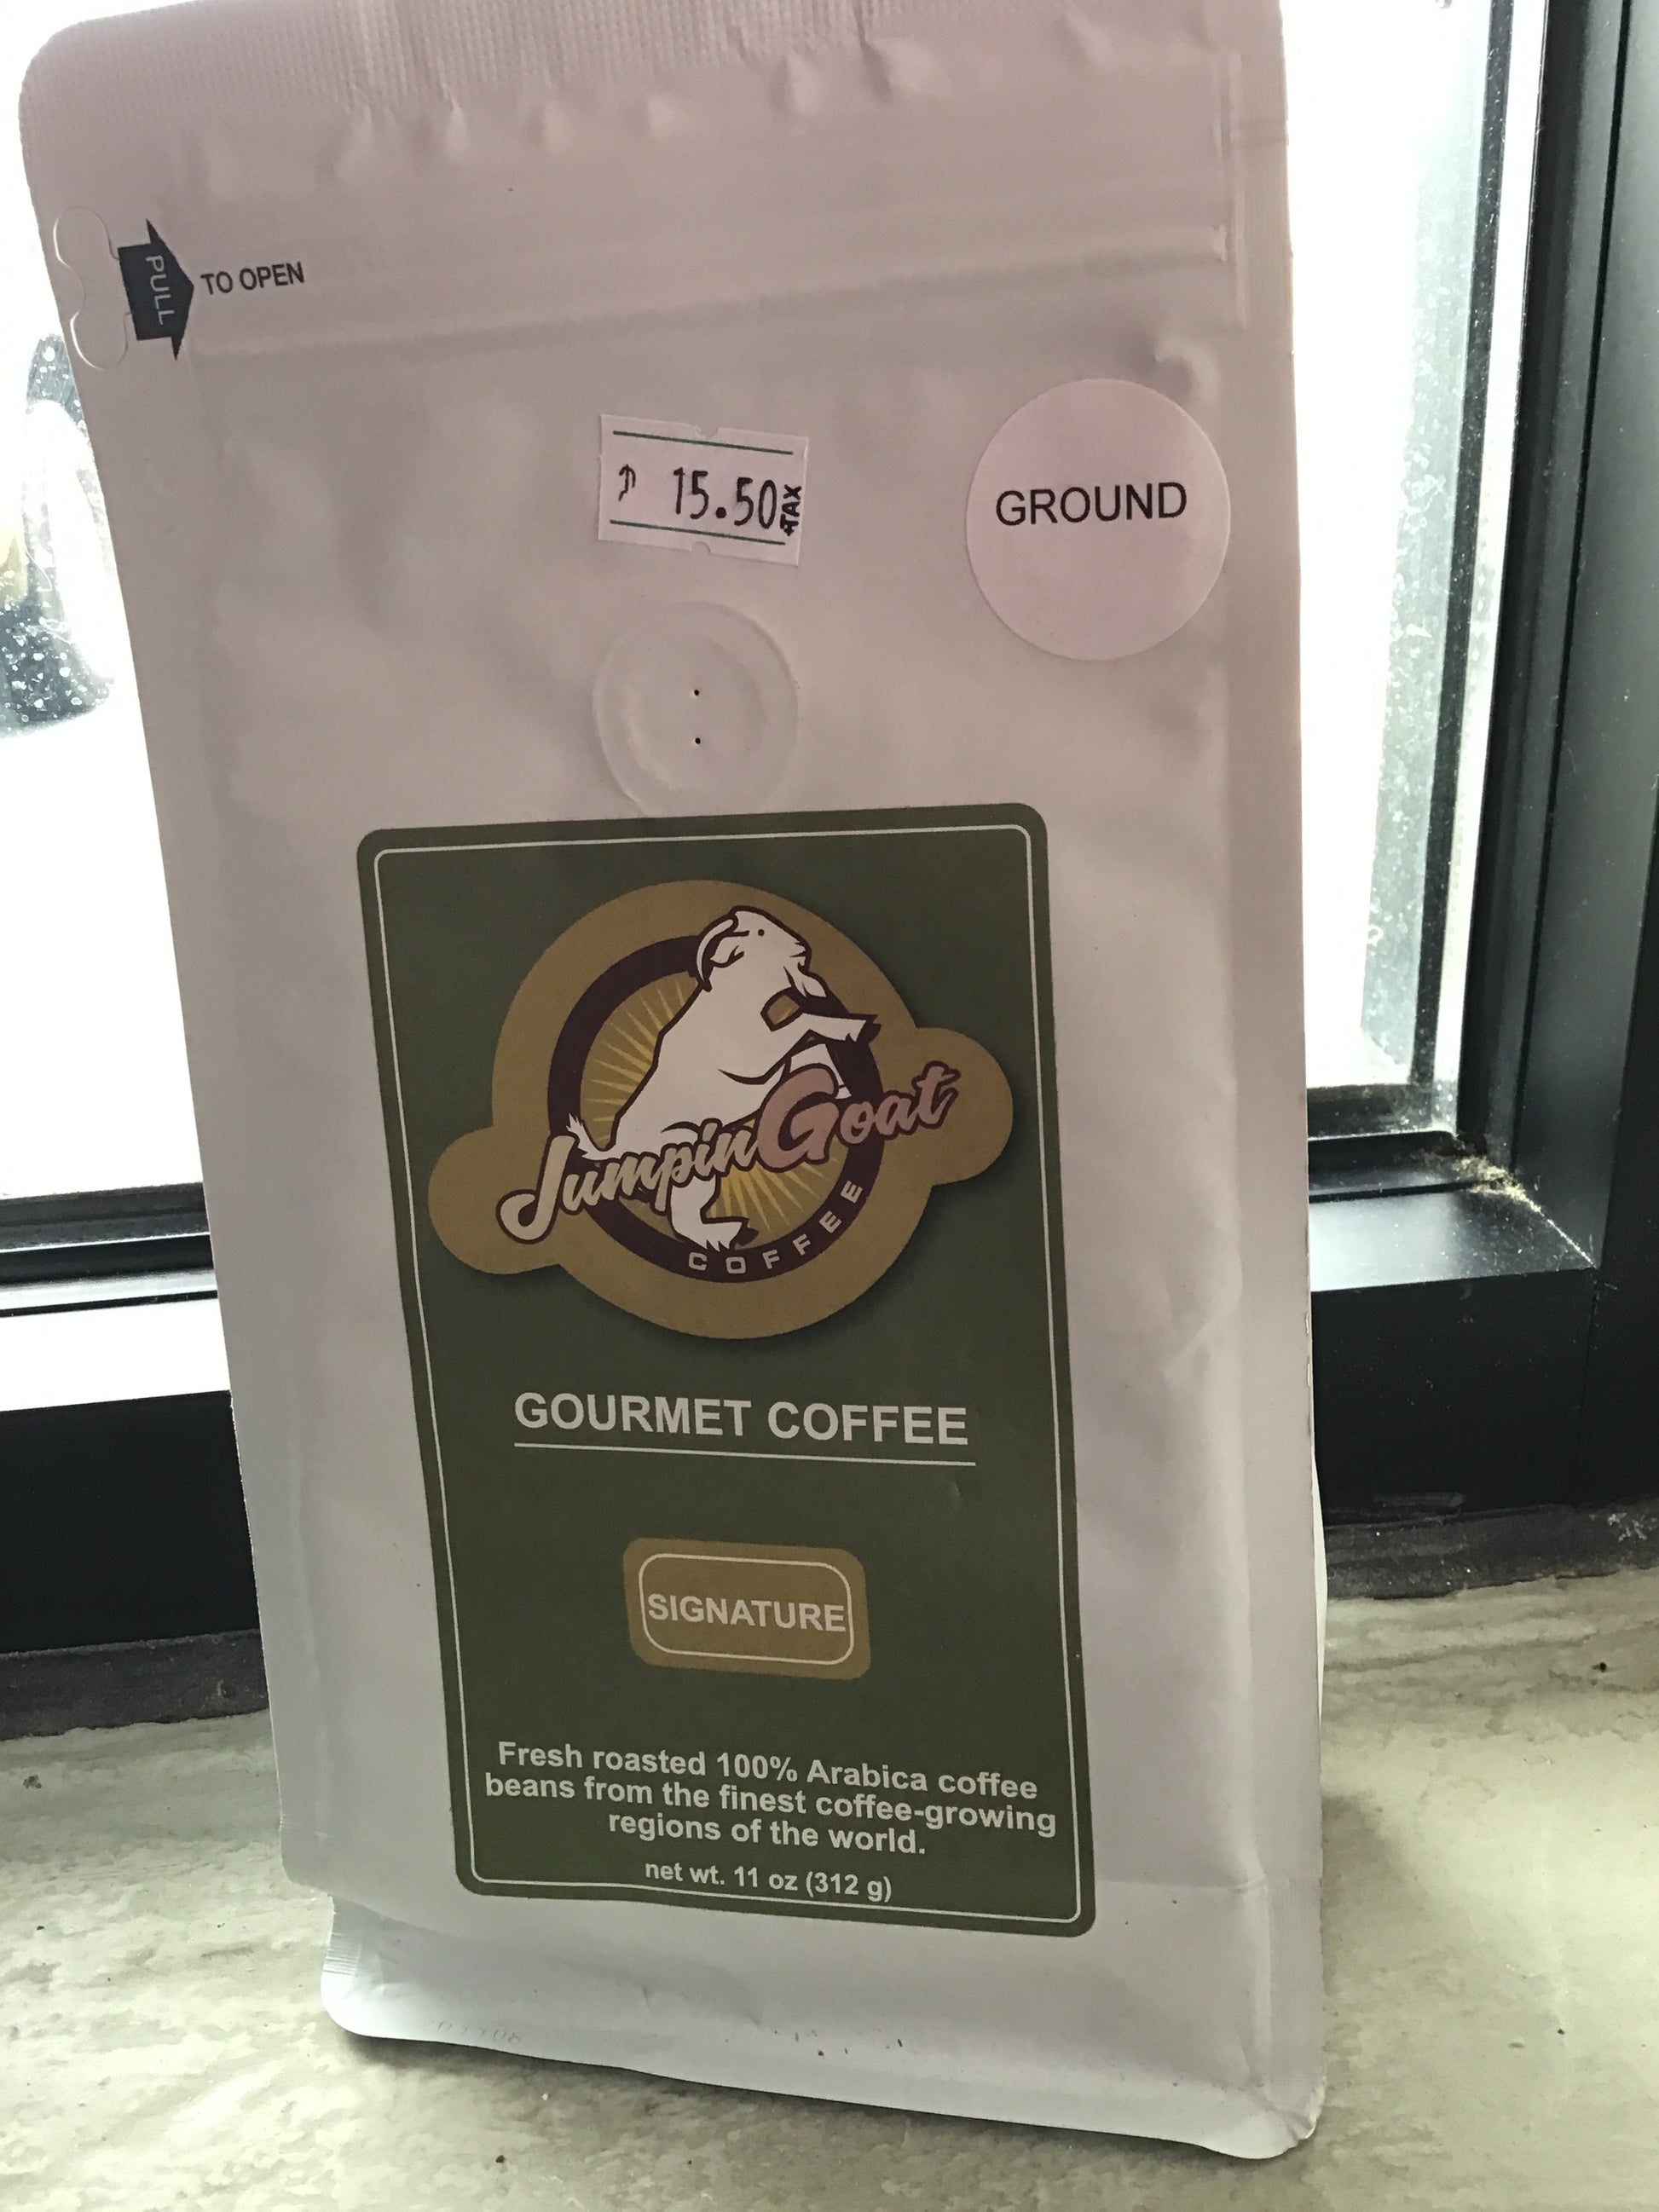 PULL
TO OPEN
15.50
+TAX
GROUND
JumpinGoat
COFFEE
GOURMET COFFEE
SIGNATURE
Fresh roasted 100% Arabica coffee
beans from the finest coffee-growing
regions of the world.
net wt. 11 oz (312 g)